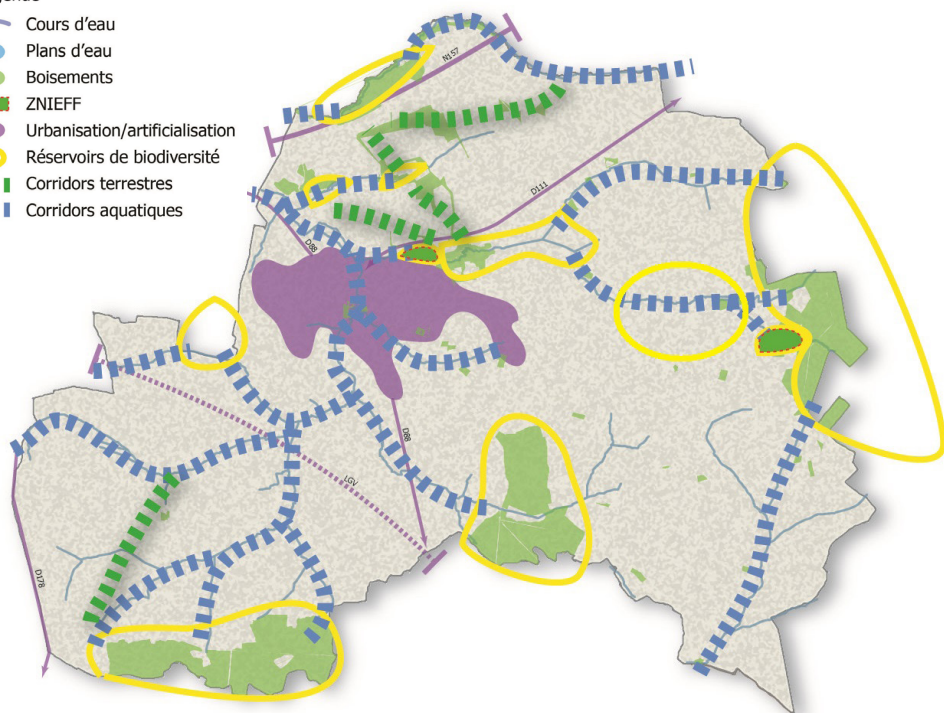 Cours d'eau
Plans d'eau
Boisements
ZNIEFF
Urbanisation/artificialisation
Réservoirs de biodiversité
Corridors terrestres
Corridors aquatiques
N157
D111
D88
D88
LGV
D178